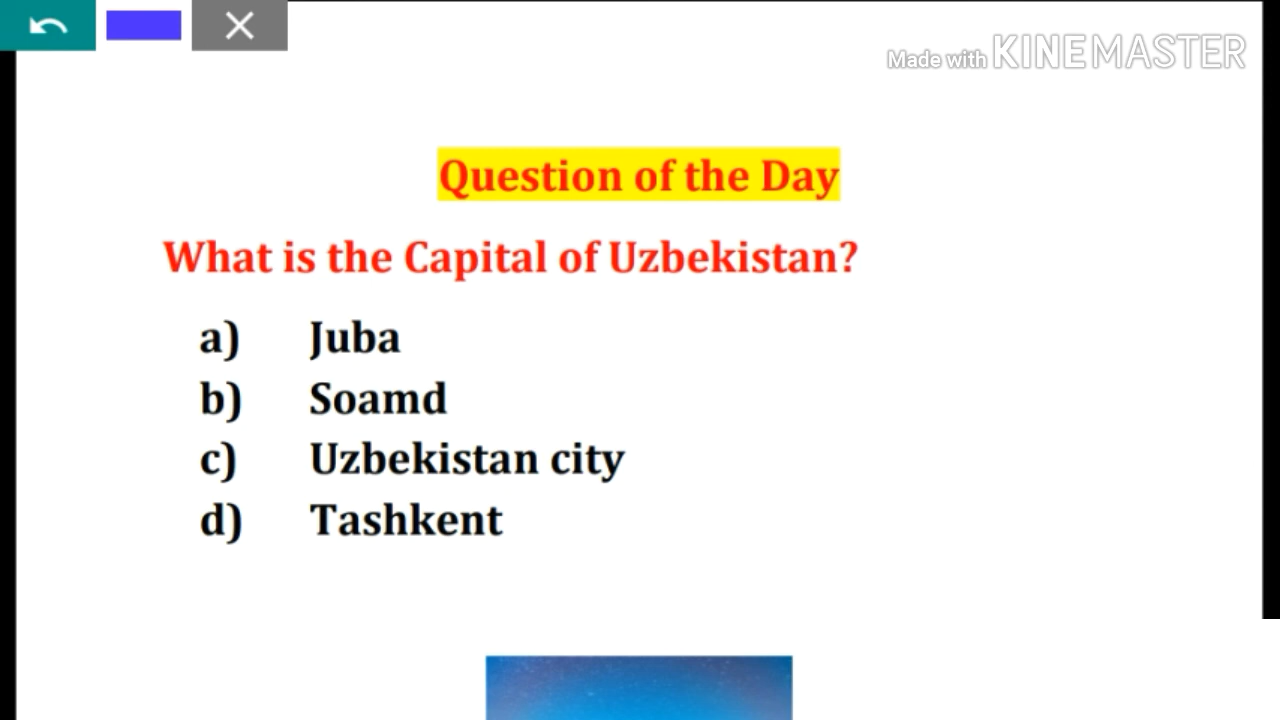 Made with KINEMASTER
Question of the Day
What is the Capital of Uzbekistan?
a) Juba
b) Soamd
c) Uzbekistan city
d) Tashkent